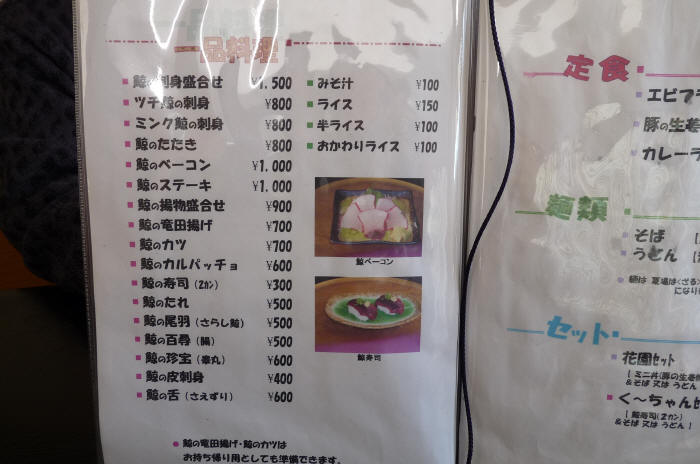 一品料理
鯨の刺身盛合せ ¥1.500
ツチ鯨の刺身 ¥800
ミンク鯨の刺身 ¥800
鯨のたたき ¥800
鯨のベーコン ¥1.000
鯨のステーキ ¥1.000
鯨の揚物盛合せ ¥900
鯨の竜田揚げ ¥700
鯨のカツ ¥700
鯨のカルパッチョ ¥600
鯨の寿司(2カン) ¥300
鯨のたれ ¥500
鯨の尾羽(さらし鯨) ¥500
鯨の百尋(腸) ¥500
鯨の珍宝(睾丸) ¥600
鯨の皮刺身 ¥400
鯨の舌(さえずり) ¥600
● 鯨の竜田揚げ・鯨のカツは
お持ち帰り用としても準備できます。
みそ汁 ¥100
ライス ¥150
半ライス ¥100
おかわりライス ¥100
鯨ベーコン
鯨寿司
定食
エビフラ
豚の生姜
カレーラ
麺類
そば
うどん
麺は 夏場は<ざる>
になり
セット
花園セット
[ ミニ丼(豚の生姜
&そば 又は うどん ]
く~ちゃんせ
[ 鯨寿司(2カン)
&そば 又は うどん ]